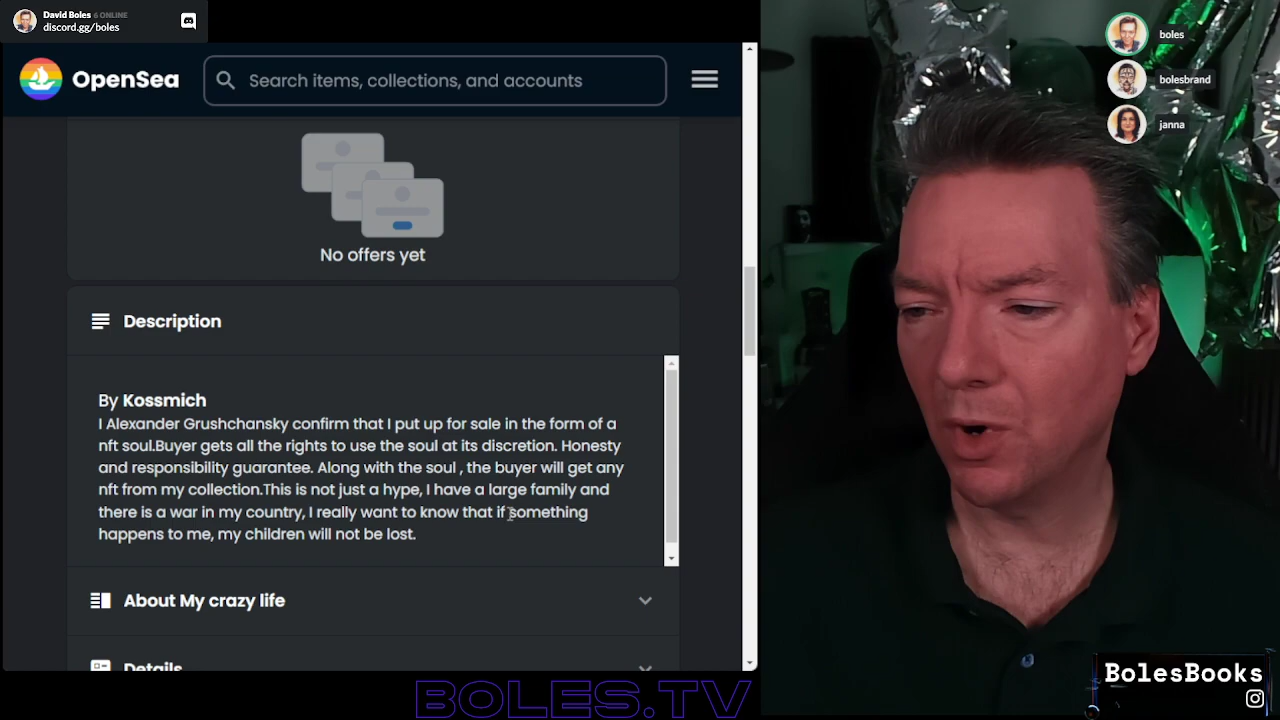 David Boles 6 ONLINE
discord.gg/boles
OpenSea
Search items, collections, and accounts
No offers yet
Description
By Kossmich
I Alexander Grushchansky confirm that I put up for sale in the form of a
nft soul.Buyer gets all the rights to use the soul at its discretion. Honesty
and responsibility guarantee. Along with the soul , the buyer will get any
nft from my collection.This is not just a hype, I have a large family and
there is a war in my country, I really want to know that if something
happens to me, my children will not be lost.
About My crazy life
Details
boles
bolesbrand
janna
BOLES.TV
BolesBooks